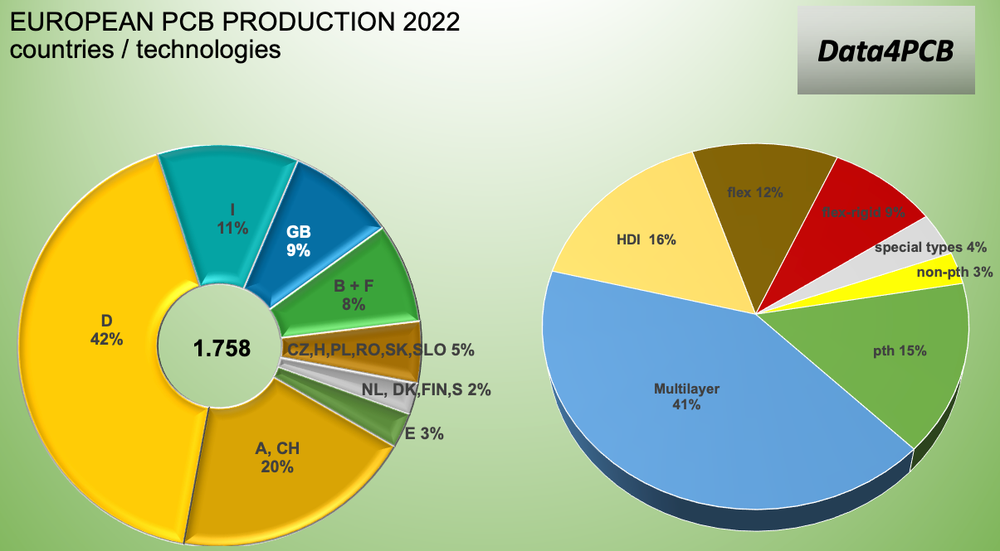 EUROPEAN PCB PRODUCTION 2022
countries / technologies
Data4PCB
I
11%
GB
9%
B + F
8%
CZ,H,PL,RO,SK,SLO 5%
NL, DK,FIN,S 2%
E 3%
A, CH
20%
D
42%
1.758
flex 12%
flex-rigid 9%
special types 4%
non-pth 3%
pth 15%
Multilayer
41%
HDI 16%